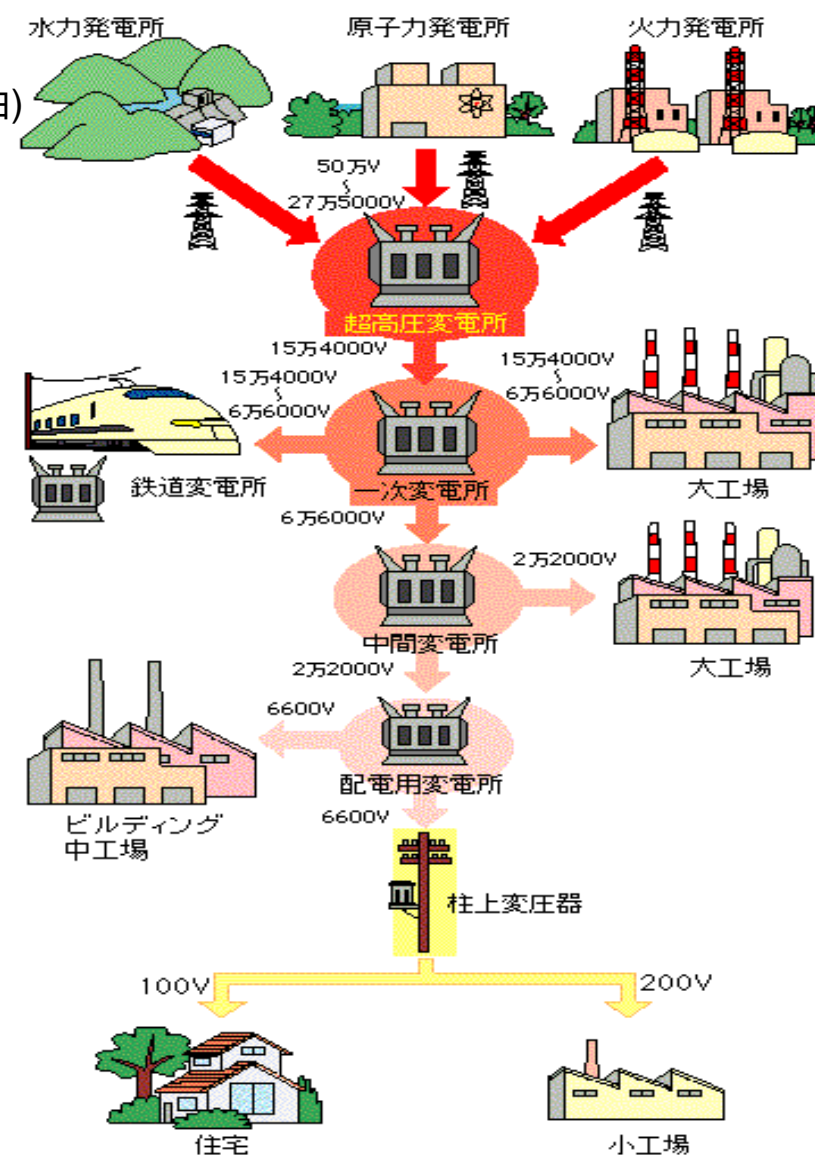 水力発電所
原子力発電所
火力発電所
由)
50万V
〜
27万5000V
超高圧変電所
15万4000V
15万4000V
〜
6万6000V
15万4000V
〜
6万6000V
鉄道変電所
一次変電所
大工場
6万6000V
2万2000V
中間変電所
大工場
2万2000V
6600V
配電用変電所
ビルディング
中工場
6600V
柱上変圧器
100V
200V
住宅
小工場